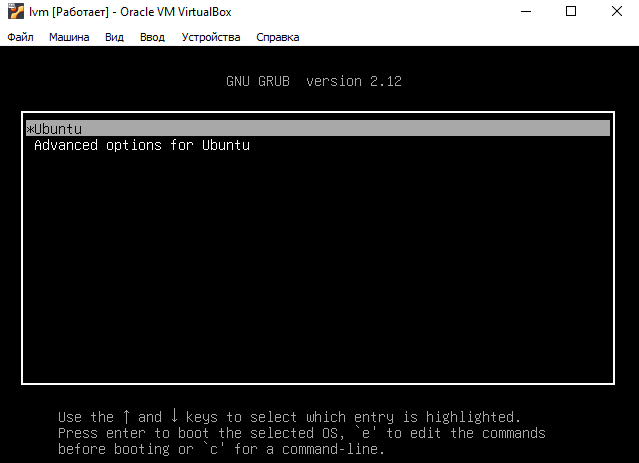 lvm [Работает] - Oracle VM VirtualBox
Файл Машина Вид Ввод Устройства Справка
GNU GRUB version 2.12
*Ubuntu
Advanced options for Ubuntu
Use the ↑ and ↓ keys to select which entry is highlighted.
Press enter to boot the selected OS, `e' to edit the commands
before booting or `c' for a command-line.